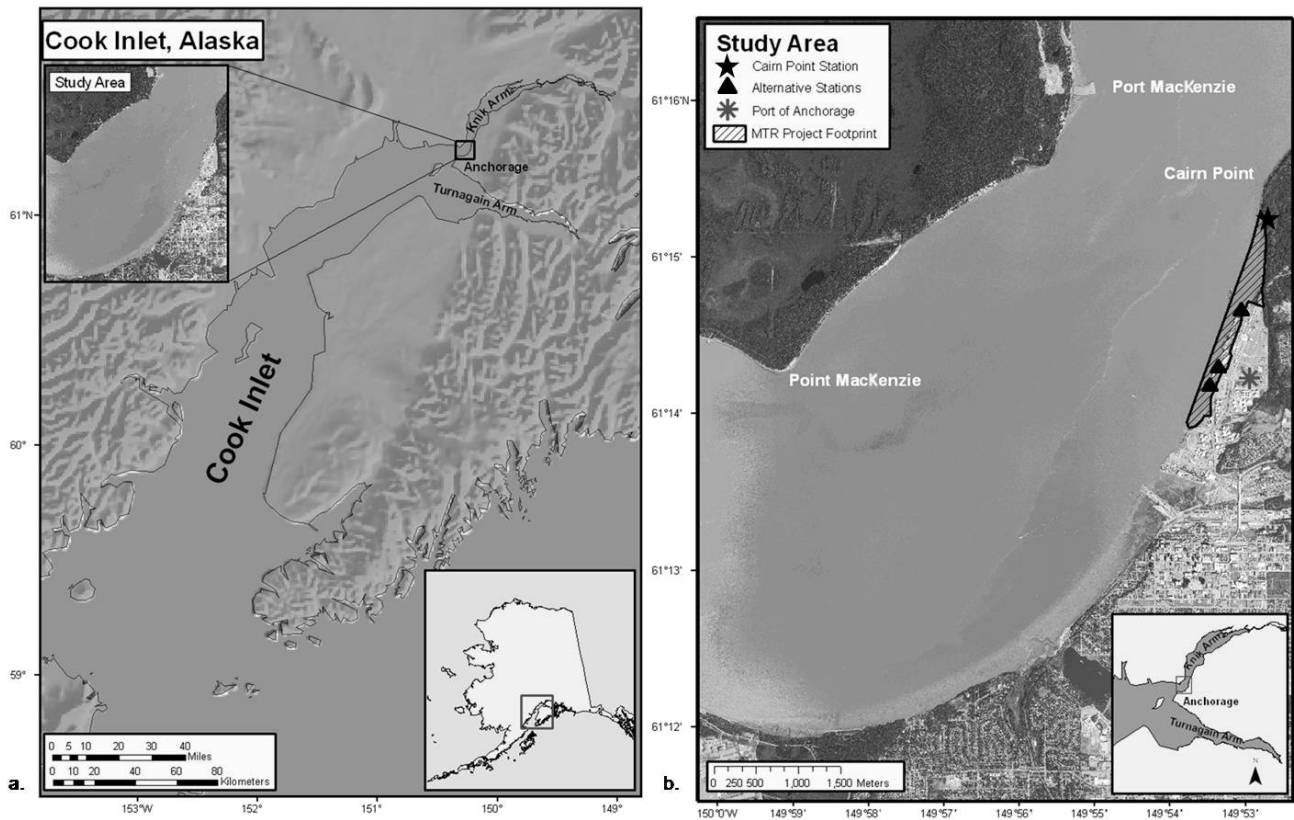 Cook Inlet, Alaska
Study Area
Knik Arm
Anchorage
Turnagain Arm
Cook Inlet
61°N
60°
59°
0 5 10 20 30 40
Miles
0 10 20 40 60 80
Kilometers
153°W 152° 151° 150° 149°
a.
Study Area
Cairn Point Station
Alternative Stations
Port of Anchorage
MTR Project Footprint
Port MacKenzie
Cairn Point
Point MacKenzie
61°16'N
61°15'
61°14'
61°13'
61°12'
0 250 500 1,000 1,500
Meters
Knik Arm
Anchorage
Turnagain Arm
N
150°0'W 149°58' 149°57' 149°56' 149°55' 149°54' 149°53'
b.